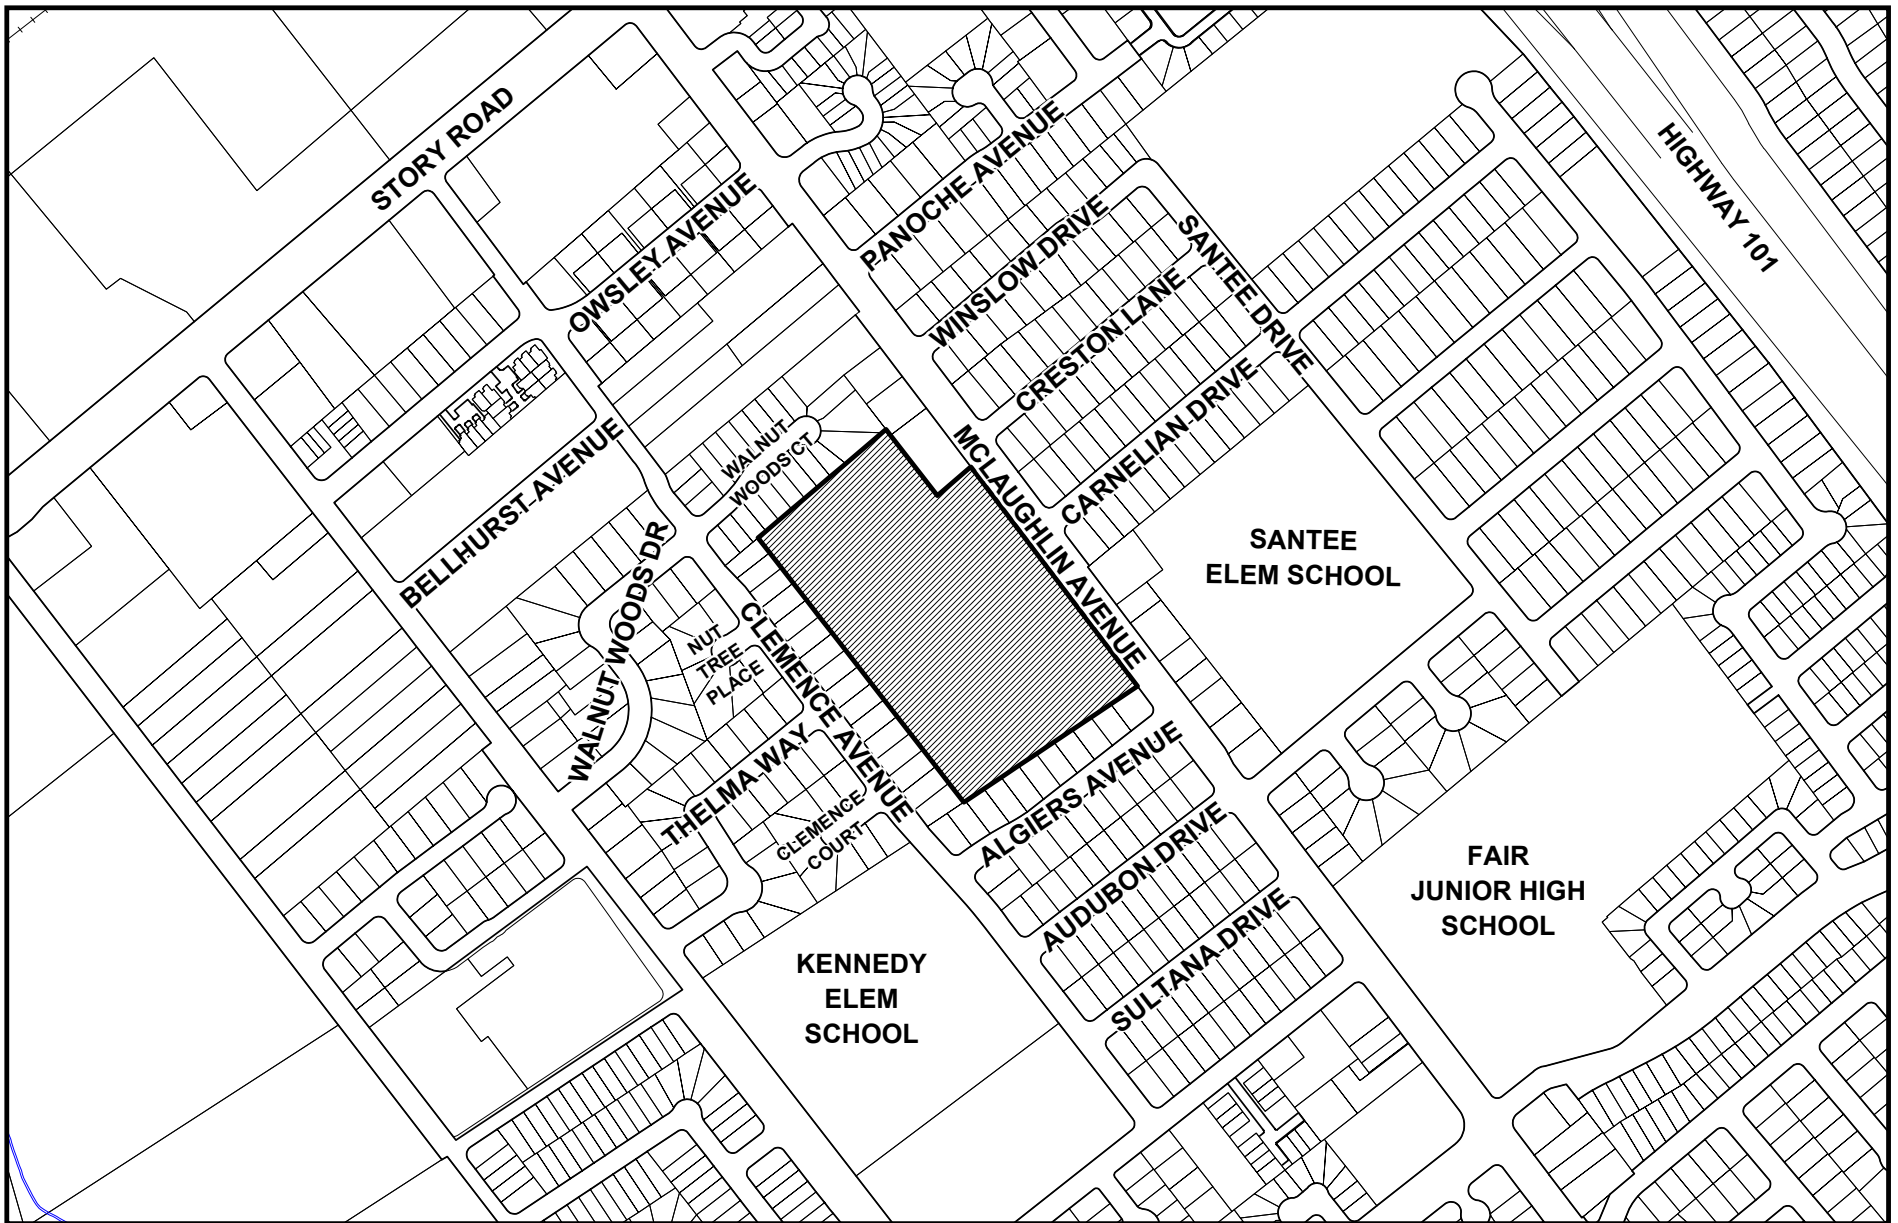 STORY ROAD
HIGHWAY 101
PANOCHE AVENUE
OWSLEY AVENUE
WINSLOW DRIVE
SANTEE DRIVE
CRESTON LANE
CARNELIAN DRIVE
BELLHURST AVENUE
WALNUT
WOODS CT
MCLAUGHLIN AVENUE
WALNUT WOODS DR
SANTEE
ELEM SCHOOL
NUT
TREE
PLACE
CLEMENCE AVENUE
THELMA WAY
CLEMENCE
COURT
ALGIERS AVENUE
AUDUBON DRIVE
SULTANA DRIVE
FAIR
JUNIOR HIGH
SCHOOL
KENNEDY
ELEM
SCHOOL